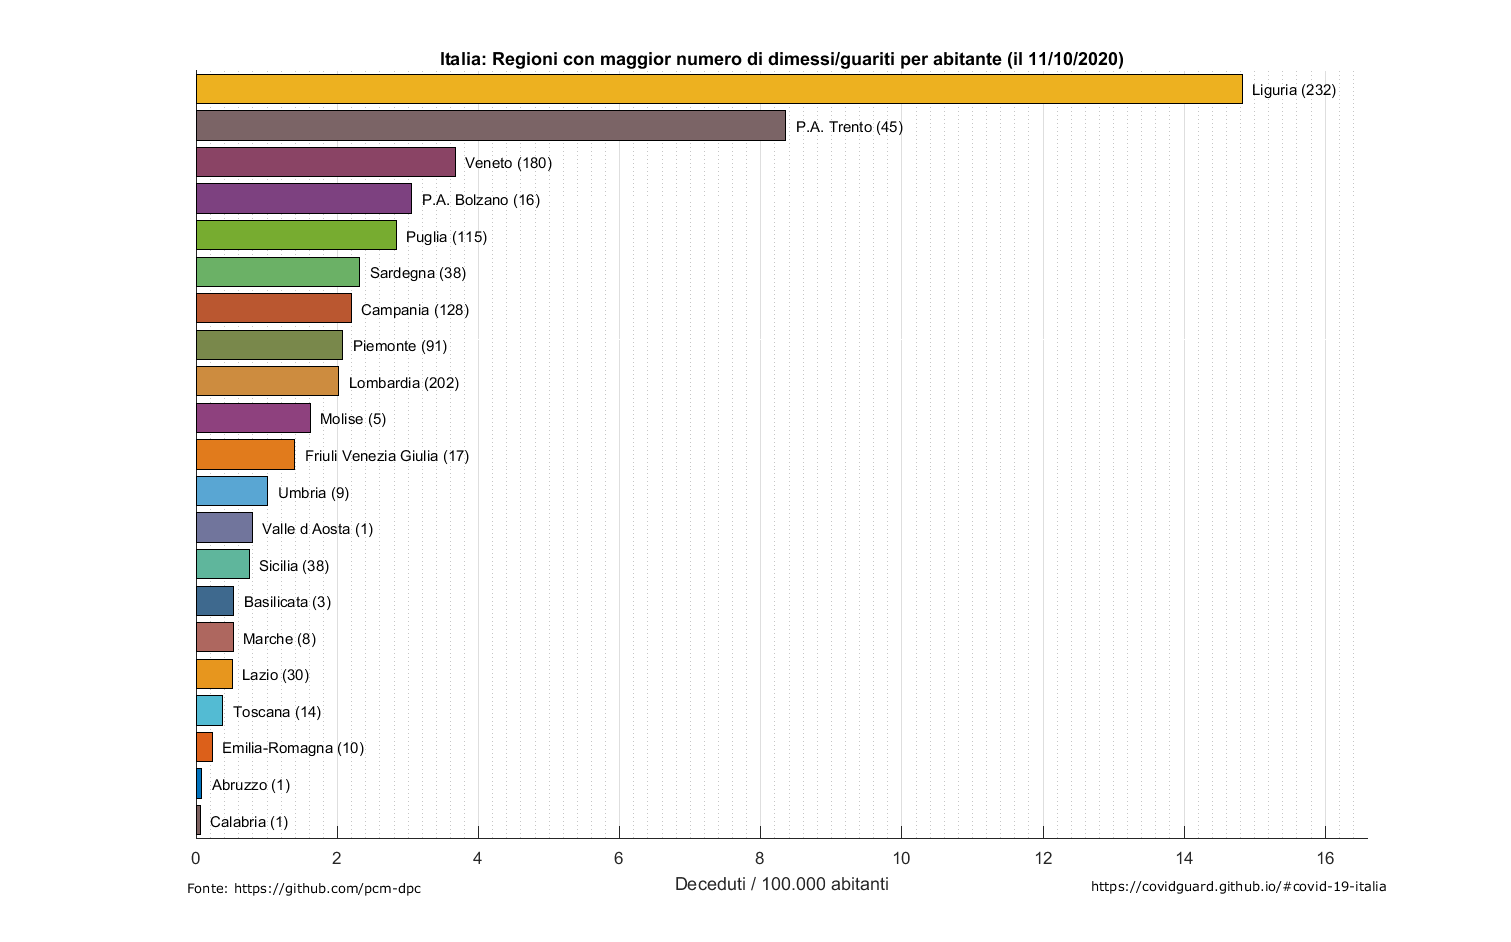 Italia: Regioni con maggior numero di dimessi/guariti per abitante (il 11/10/2020)
Liguria (232)
P.A. Trento (45)
Veneto (180)
P.A. Bolzano (16)
Puglia (115)
Sardegna (38)
Campania (128)
Piemonte (91)
Lombardia (202)
Molise (5)
Friuli Venezia Giulia (17)
Umbria (9)
Valle d Aosta (1)
Sicilia (38)
Basilicata (3)
Marche (8)
Lazio (30)
Toscana (14)
Emilia-Romagna (10)
Abruzzo (1)
Calabria (1)
0 2 4 6 8 10 12 14 16
Deceduti / 100.000 abitanti
Fonte: https://github.com/pcm-dpc
https://covidguard.github.io/#covid-19-italia